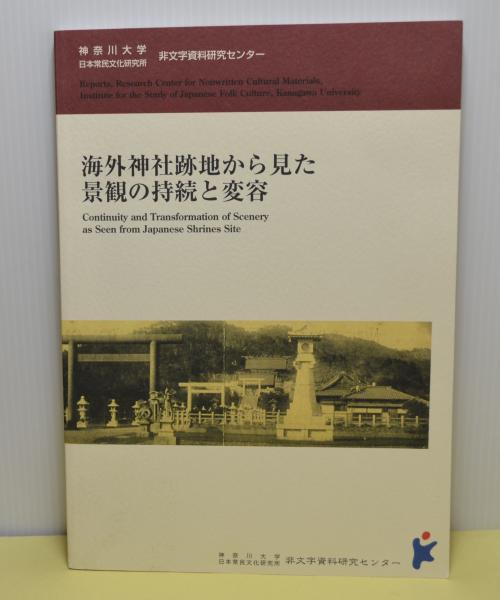 神奈川大学
日本常民文化研究所 非文字資料研究センター
Reports, Research Center for Nonwritten Cultural Materials,
Institute for the Study of Japanese Folk Culture, Kanagawa University
海外神社跡地から見た
景観の持続と変容
Continuity and Transformation of Scenery
as Seen from Japanese Shrines Site
神奈川大学
日本常民文化研究所 非文字資料研究センター